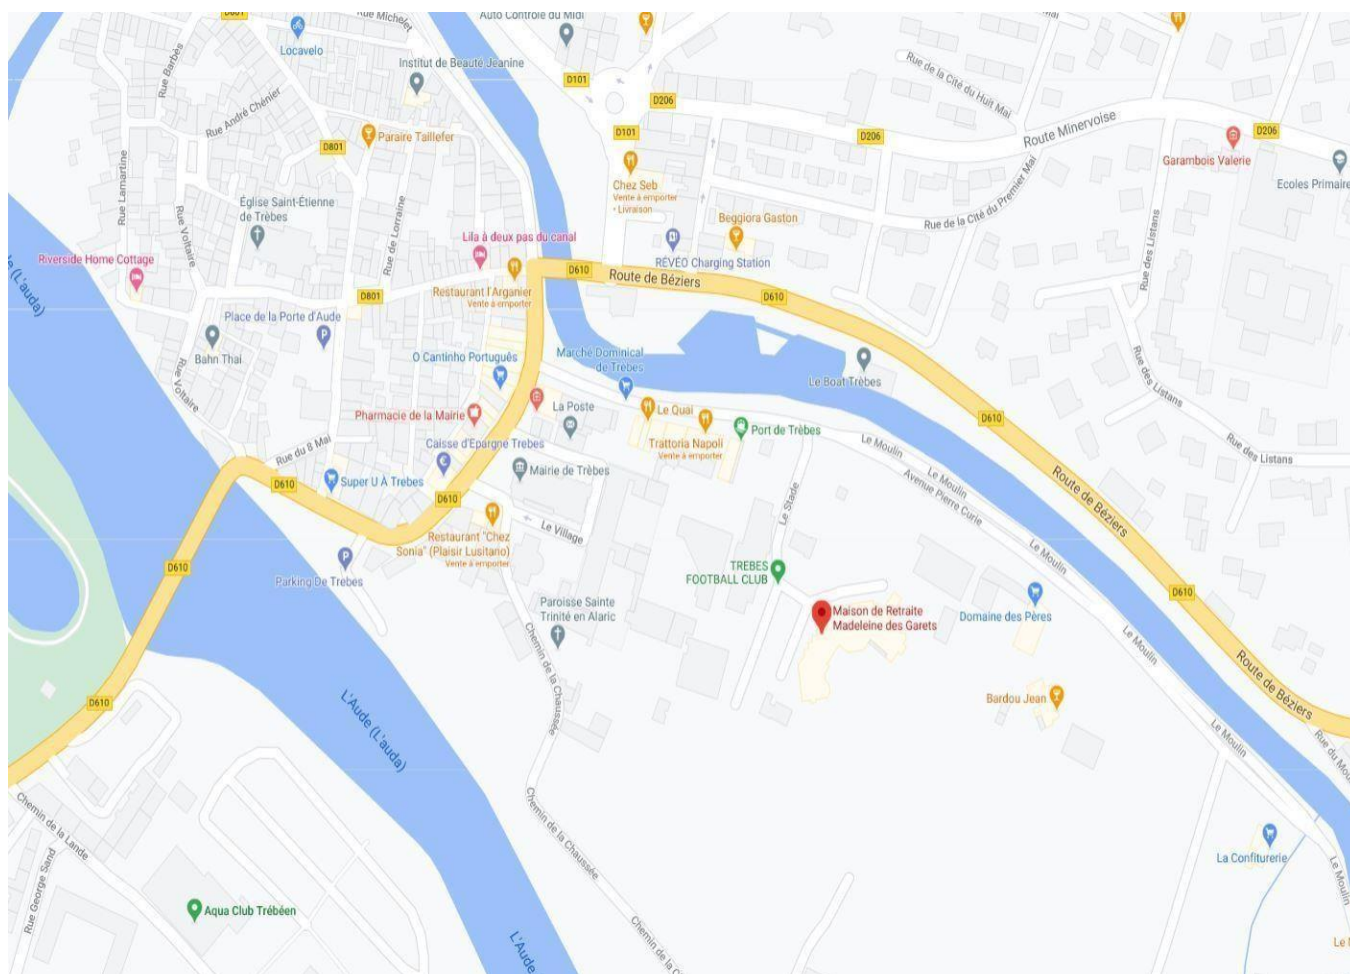 Rue Michelet
Auto Contrôle du Midi
D801
Locavelo
Rue Barbès
Institut de Beauté Jeanine
D101
Rue de la Cité du Huit Mai
Rue André Chénier
D206
Route Minervoise
D101
D206
D206
Paraire Taillefer
D801
Garambois Valerie
Chez Seb
Vente à emporter
• Livraison
Ecoles Primaire
Rue Lamartine
Église Saint-Étienne
de Trèbes
Rue Voltaire
Rue de Lorraine
Beggiora Gaston
Rue de la Cité du Premier Mai
Rue des Listans
Lila à deux pas du canal
Riverside Home Cottage
RÉVÉO Charging Station
D610
Route de Béziers
D610
(L'auda)
Restaurant l'Arganier
Vente à emporter
D801
Place de la Porte d'Aude
Bahn Thai
O Cantinho Português
Marché Dominical
de Trèbes
Le Boat Trèbes
Rue des Listans
Rue Voltaire
Pharmacie de la Mairie
La Poste
Le Quai
D610
Caisse d'Epargne Trebes
Trattoria Napoli
Vente à emporter
Port de Trèbes
Rue du 8 Mai
Mairie de Trèbes
Le Moulin
Le Moulin
Avenue Pierre Curie
Rue des Listans
D610
Super U À Trebes
D610
Le Stade
Route de Béziers
Restaurant "Chez
Sonia" (Plaisir Lusitano)
Vente à emporter
Le Village
Le Moulin
D610
Parking De Trebes
TREBES
FOOTBALL CLUB
D610
Paroisse Sainte
Trinité en Alaric
Maison de Retraite
Madeleine des Garets
Domaine des Pères
Le Moulin
Chemin de la Chaussée
Route de Béziers
D610
L'Aude (L'auda)
Bardou Jean
Le Moulin
Rue du Mou
Chemin de la Lande
Chemin de la Chaussée
La Confiturerie
Le Moulin
Rue George Sand
Aqua Club Trébéen
L'Aude
Chemin de la C
Le M